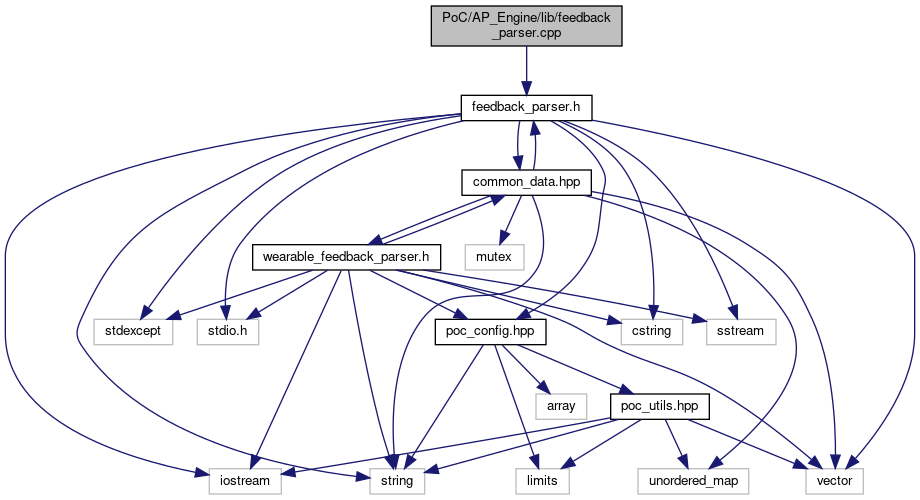 PoC/AP_Engine/lib/feedback
_parser.cpp
feedback_parser.h
common_data.hpp
wearable_feedback_parser.h
mutex
stdexcept
stdio.h
poc_config.hpp
cstring
sstream
array
poc_utils.hpp
iostream
string
limits
unordered_map
vector